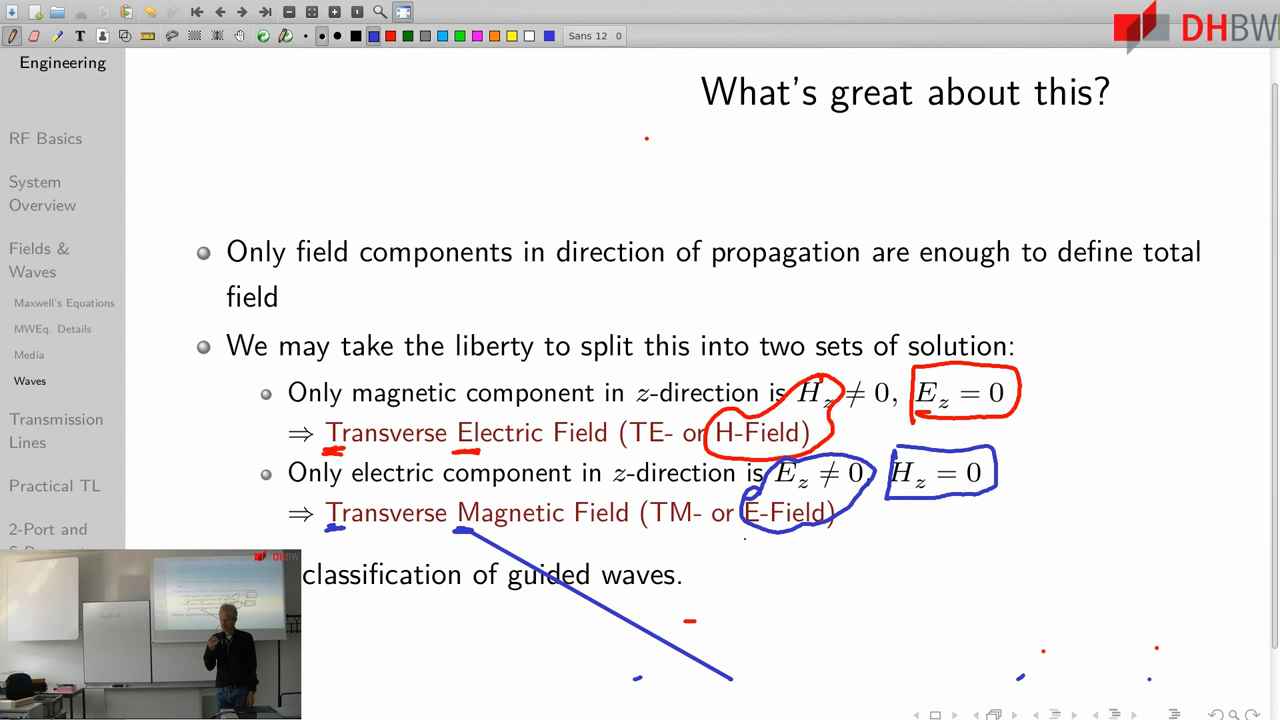 Sans 12 0
DHBW
Engineering
What's great about this?
RF Basics
System
Overview
Fields &
Waves
Maxwell's Equations
MWEq. Details
Media
Waves
Transmission
Lines
Practical TL
2-Port and
Only field components in direction of propagation are enough to define total
field
We may take the liberty to split this into two sets of solution:
Only magnetic component in z-direction is H_z ≠ 0, E_z = 0
⇒ Transverse Electric Field (TE- or H-Field)
Only electric component in z-direction is E_z ≠ 0, H_z = 0
⇒ Transverse Magnetic Field (TM- or E-Field)
classification of guided waves.